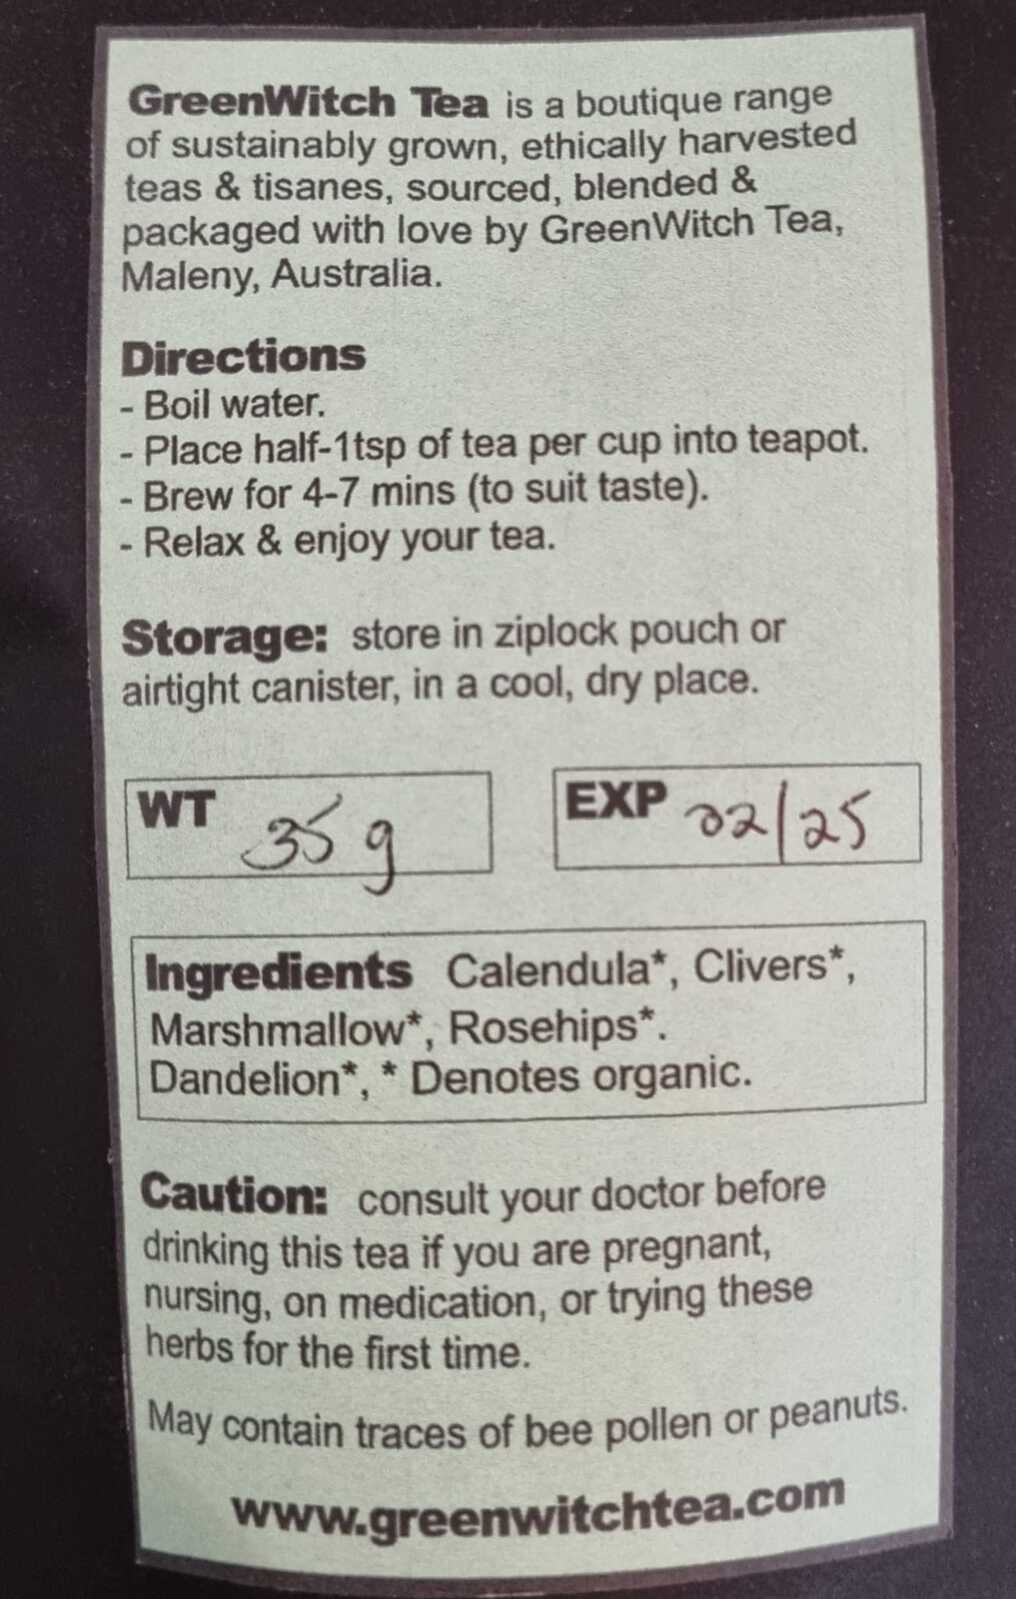 GreenWitch Tea is a boutique range
of sustainably grown, ethically harvested
teas & tisanes, sourced, blended &
packaged with love by GreenWitch Tea,
Maleny, Australia.
Directions
- Boil water.
- Place half-1tsp of tea per cup into teapot.
- Brew for 4-7 mins (to suit taste).
- Relax & enjoy your tea.
Storage: store in ziplock pouch or
airtight canister, in a cool, dry place.
WT 35g
EXP 02/25
Ingredients Calendula*, Clivers*,
Marshmallow*, Rosehips*.
Dandelion*, * Denotes organic.
Caution: consult your doctor before
drinking this tea if you are pregnant,
nursing, on medication, or trying these
herbs for the first time.
May contain traces of bee pollen or peanuts.
www.greenwitchtea.com